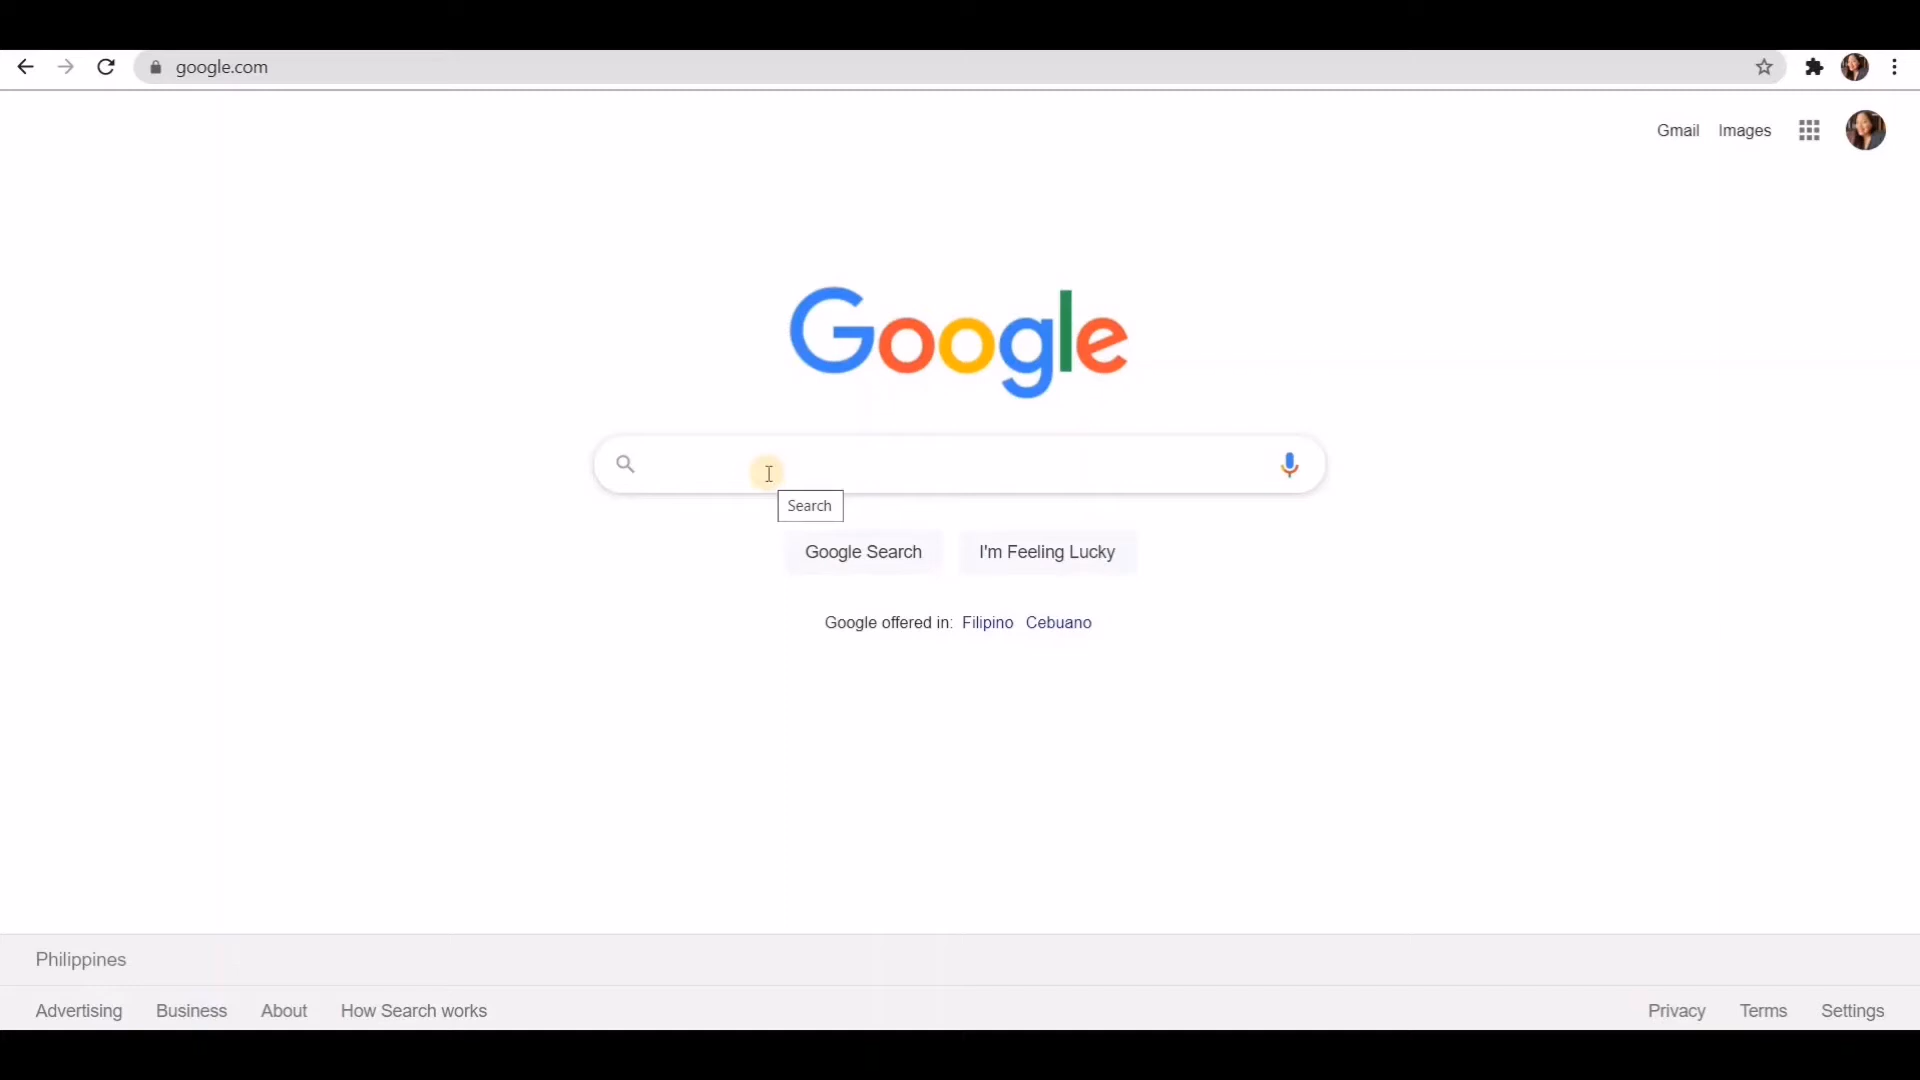 google.com
Gmail Images
Google
Search
Google Search I'm Feeling Lucky
Google offered in: Filipino Cebuano
Philippines
Advertising Business About How Search works Privacy Terms Settings